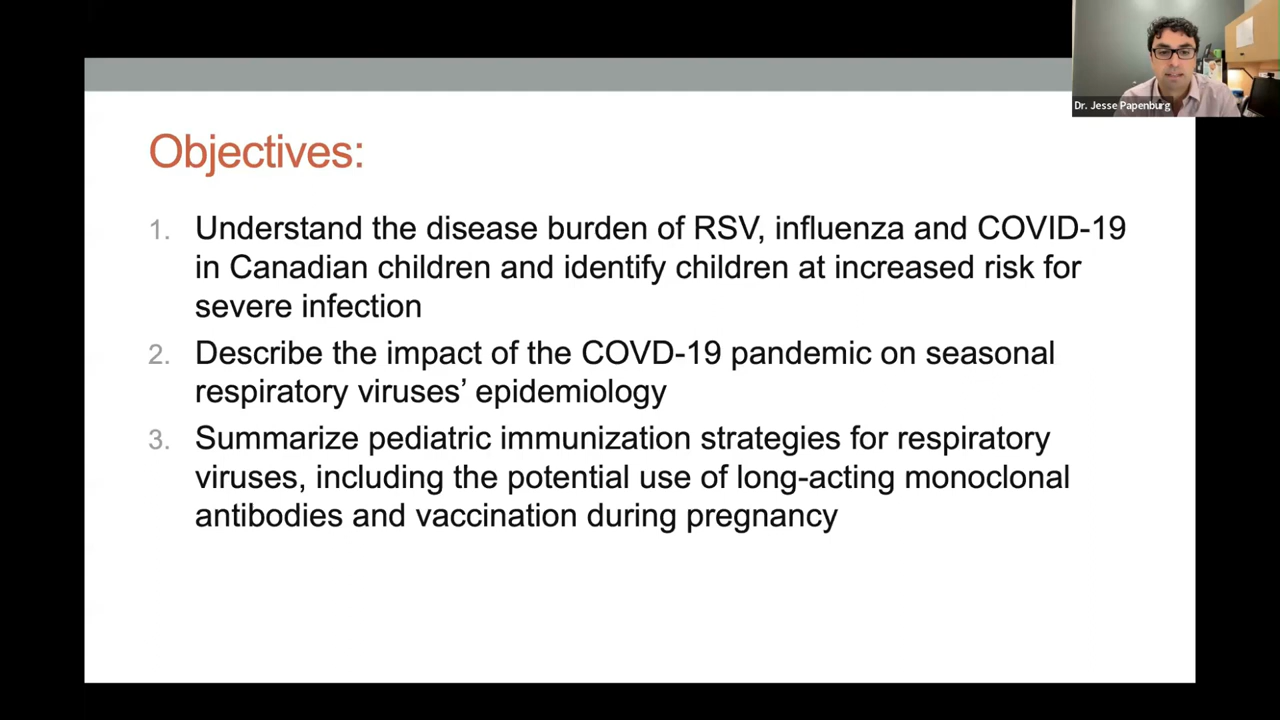 Dr. Jesse Papenburg
Objectives:
1. Understand the disease burden of RSV, influenza and COVID-19
in Canadian children and identify children at increased risk for
severe infection
2. Describe the impact of the COVD-19 pandemic on seasonal
respiratory viruses’ epidemiology
3. Summarize pediatric immunization strategies for respiratory
viruses, including the potential use of long-acting monoclonal
antibodies and vaccination during pregnancy